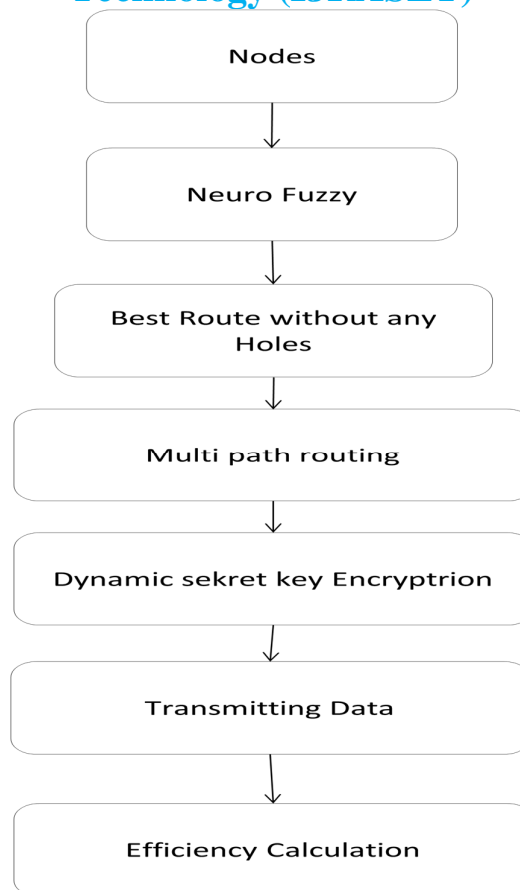 Nodes
Neuro Fuzzy
Best Route without any
Holes
Multi path routing
Dynamic sekret key Encryptrion
Transmitting Data
Efficiency Calculation